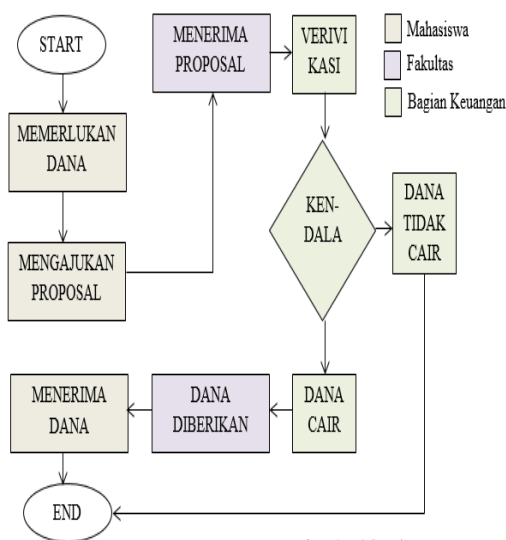 START
MEMERLUKAN
DANA
MENGAJUKAN
PROPOSAL
MENERIMA
PROPOSAL
VERIVI
KASI
KEN-
DALA
DANA
TIDAK
CAIR
DANA
CAIR
DANA
DIBERIKAN
MENERIMA
DANA
END
Mahasiswa
Fakultas
Bagian Keuangan